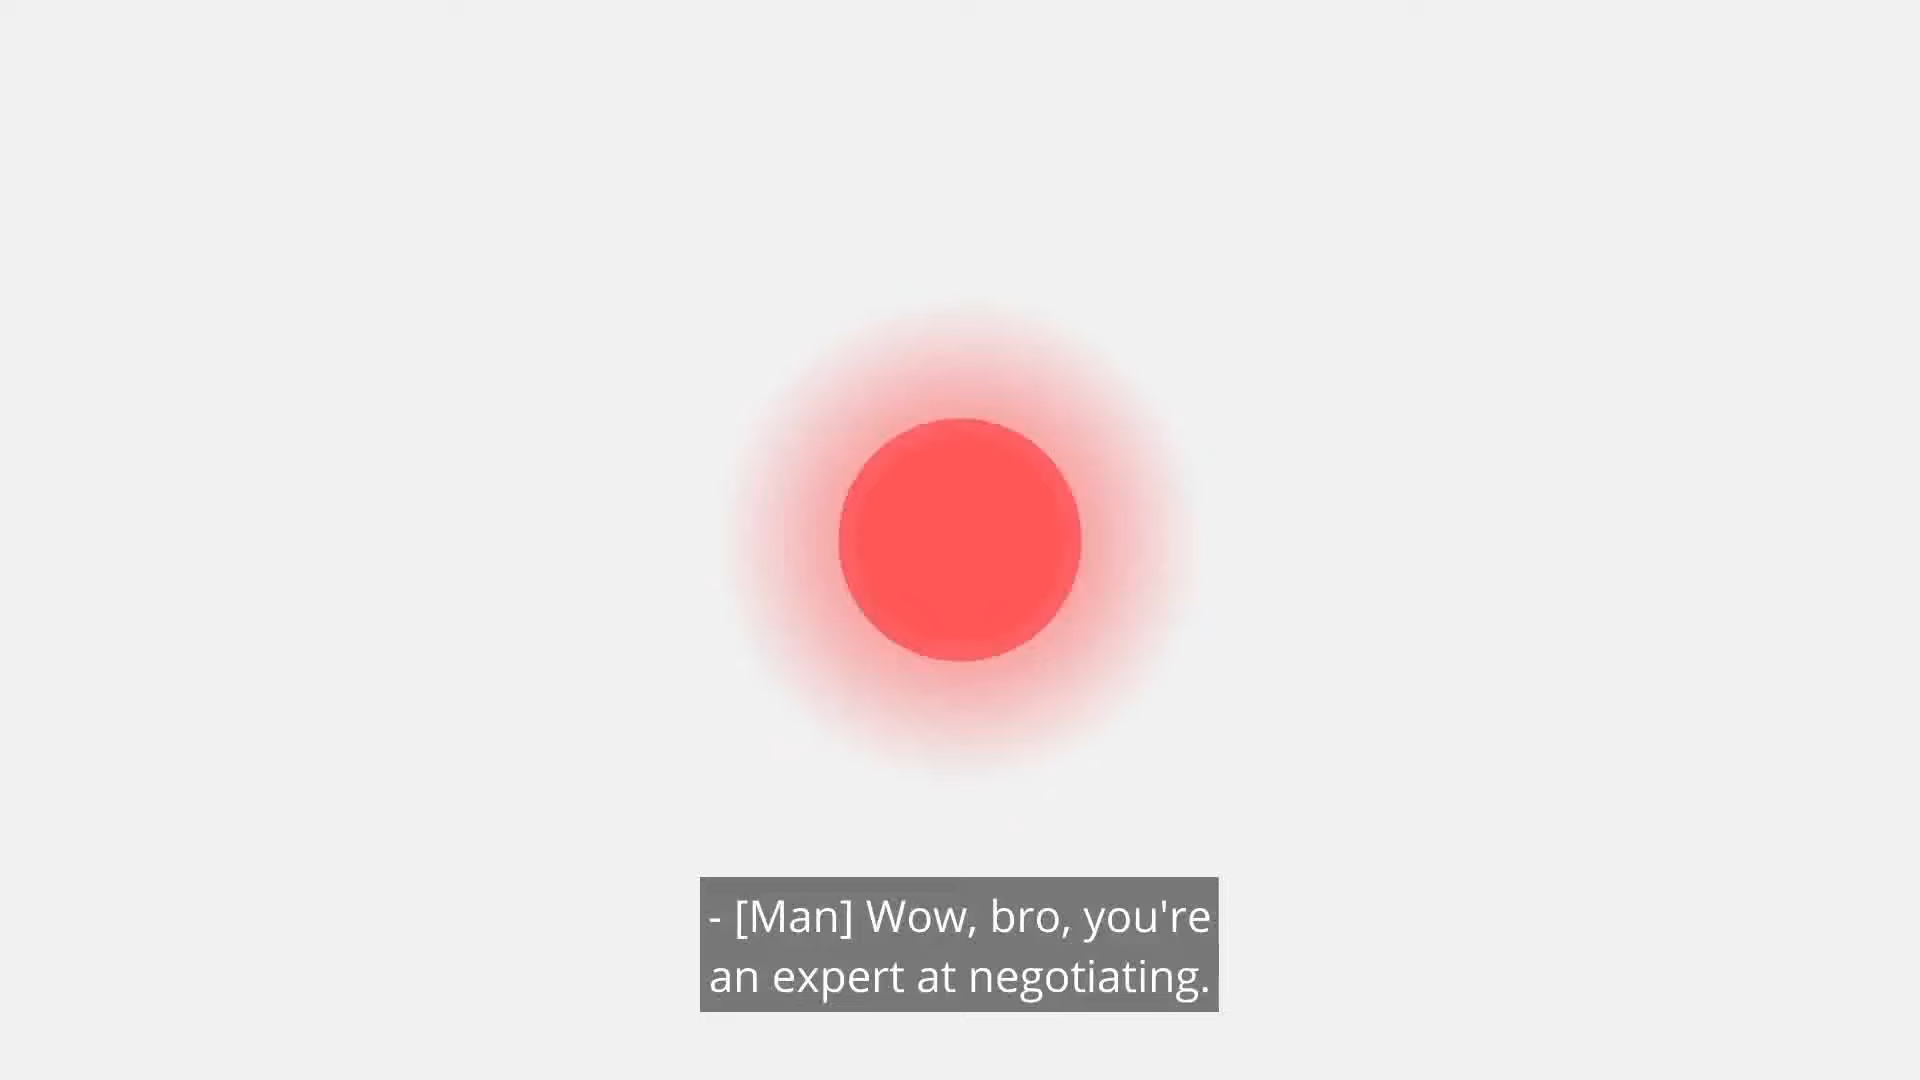 - [Man] Wow, bro, you're
an expert at negotiating.